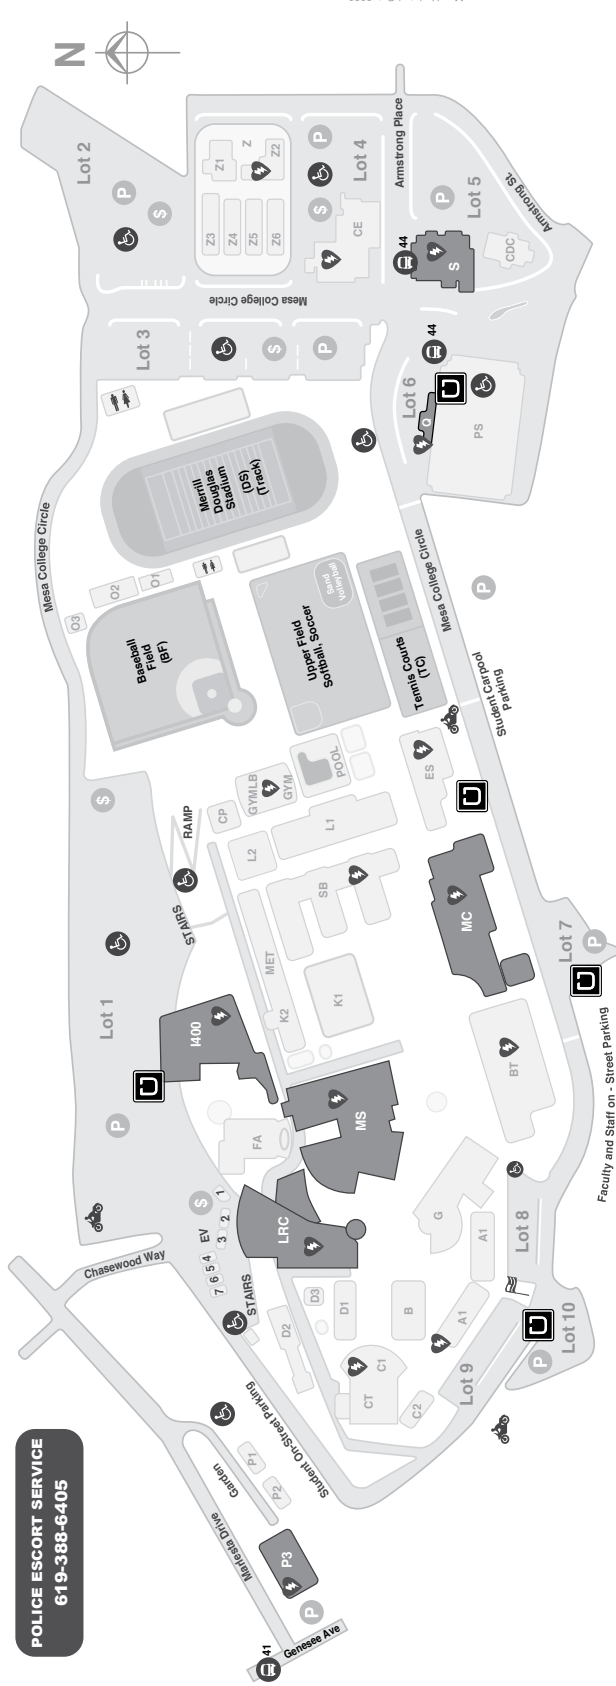 N
Lot 2
P
$
Z1
Z
Z2
Z3
Z4
Z5
Z6
P
$
Lot 4
CE
Armstrong Place
P
Lot 5
Armstrong St.
44
S
CDC
Mesa College Circle
Lot 3
$
P
44
Lot 6
Q
PS
Merrill
Douglas
Stadium
(DS)
(Track)
Mesa College Circle
O3
O2
O1
Baseball
Field
(BF)
Upper Field
Softball, Soccer
Sand
Volleyball
Tennis Courts
(TC)
Mesa College Circle
P
Student Carpool
Parking
$
RAMP
STAIRS
CP
GYMLB
GYM
POOL
ES
L2
L1
SB
MC
MET
K2
K1
Lot 7
P
Lot 1
P
I400
MS
BT
Faculty and Staff on - Street Parking
FA
LRC
$
EV
1
2
3
4
5
6
7
STAIRS
Chasewood Way
G
A1
Lot 8
A1
B
D1
D2
D3
C1
CT
C2
Lot 9
Lot 10
P
Student On-Street Parking
Garden
P1
P2
P3
Marlesta Drive
P
41
Genesee Ave
POLICE ESCORT SERVICE
619-388-6405